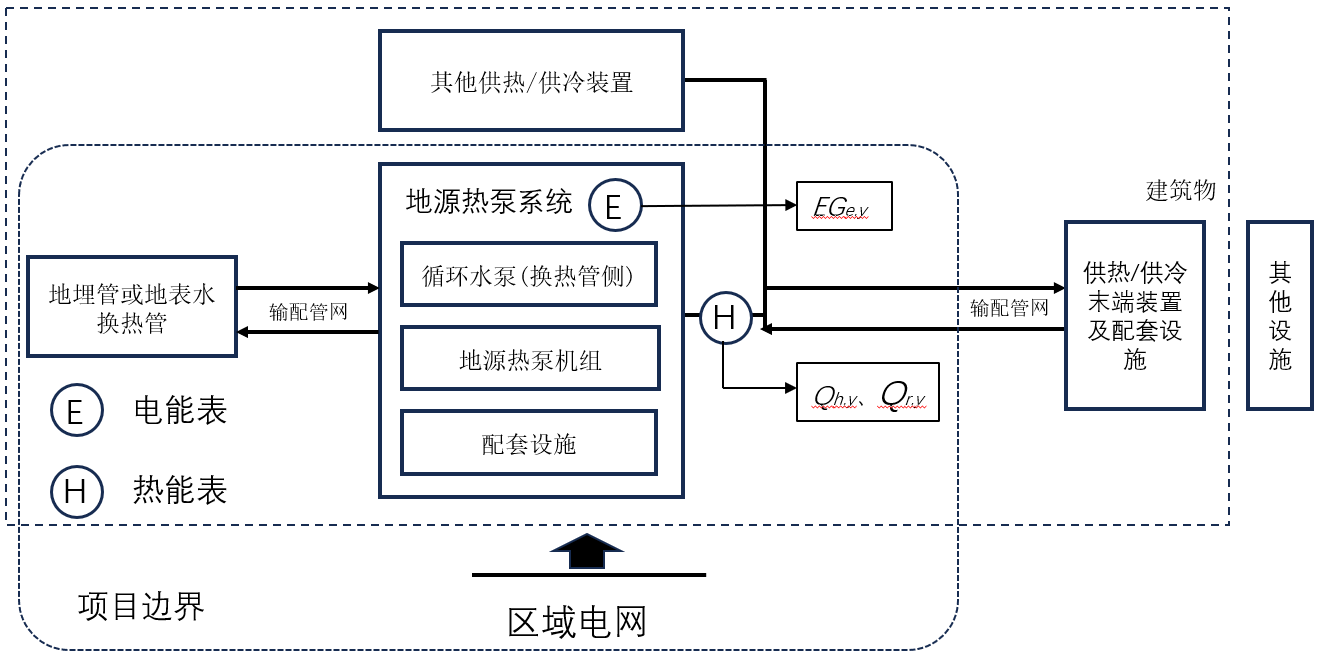 其他供热/供冷装置
建筑物
地源热泵系统
E
EGe,y
循环水泵(换热管侧)
地埋管或地表水
换热管
输配管网
H
输配管网
供热/供冷
末端装置
及配套设
施
其
他
设
施
地源热泵机组
Qh,y、Qr,y
E
电能表
配套设施
H
热能表
项目边界
区域电网